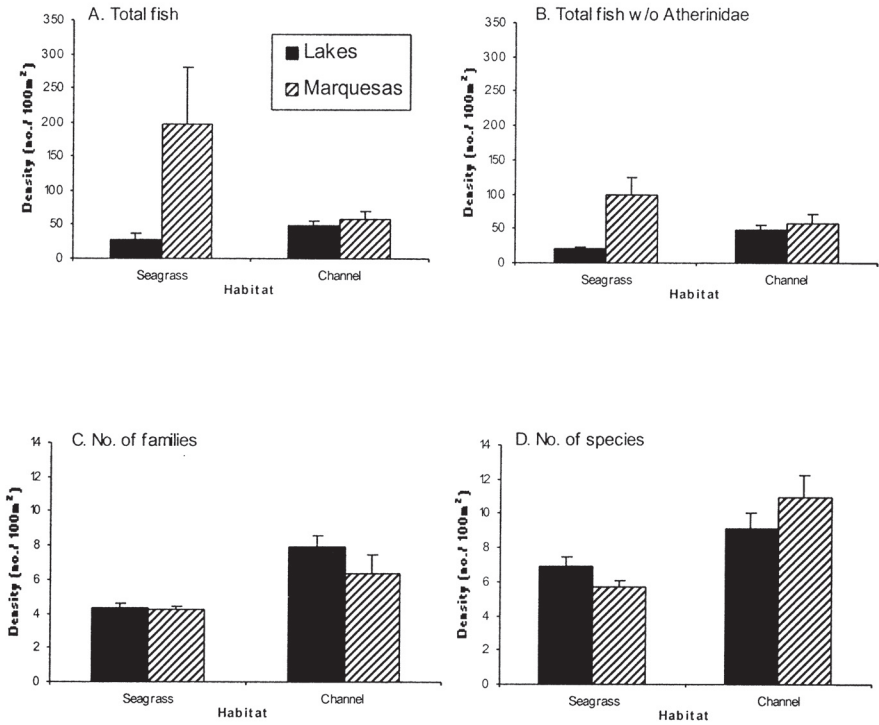 A. Total fish
350
300
250
200
150
100
50
0
Density (no./ 100m²)
Lakes
Marquesas
Seagrass
Channel
Habitat
B. Total fish w/o Atherinidae
350
300
250
200
150
100
50
0
Density (no./ 100m²)
Seagrass
Channel
Habitat
C. No. of families
14
12
10
8
6
4
2
0
Density (no./ 100m²)
Seagrass
Channel
Habitat
D. No. of species
14
12
10
8
6
4
2
0
Density (no./ 100m²)
Seagrass
Channel
Habitat